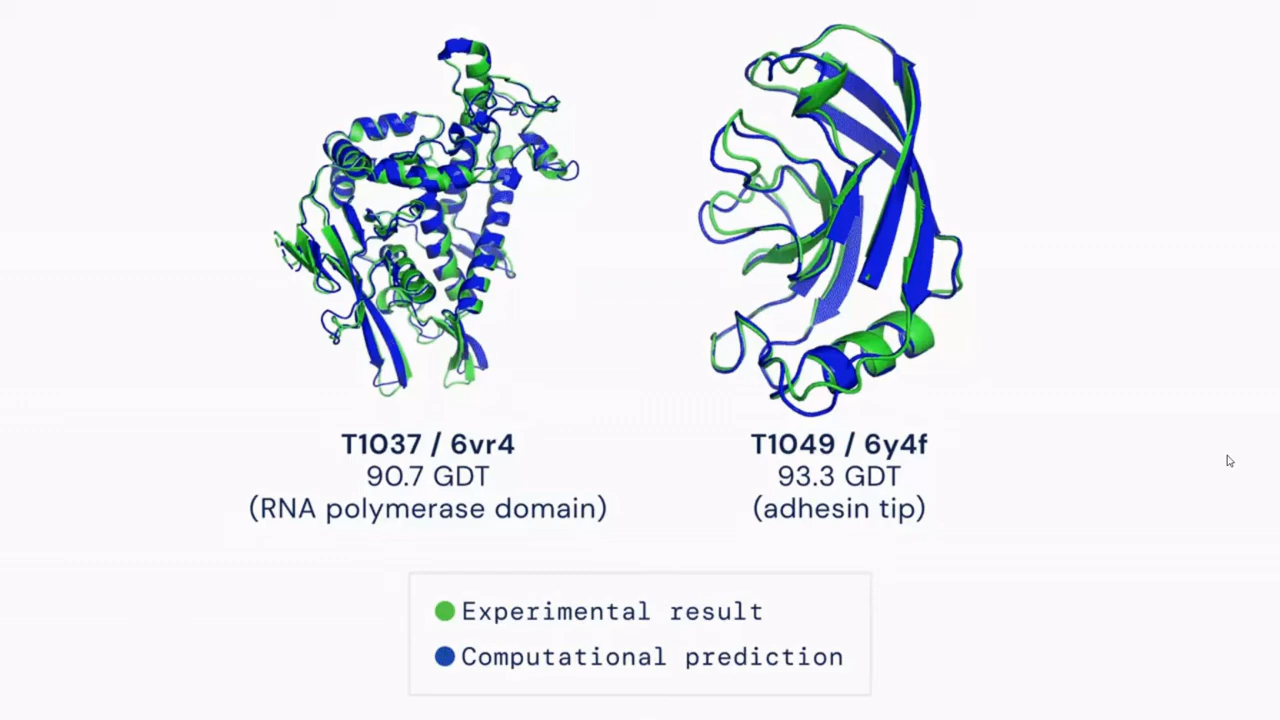 T1037 / 6vr4
90.7 GDT
(RNA polymerase domain)
T1049 / 6y4f
93.3 GDT
(adhesin tip)
Experimental result
Computational prediction